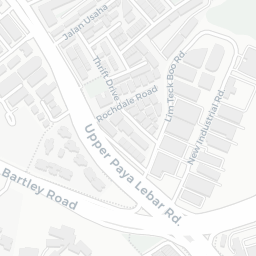 Jalan Usaha
Thrift Drive
Rochdale Road
Lim Teck Boo Rd.
New Industrial Rd.
Upper Paya Lebar Rd.
Bartley Road